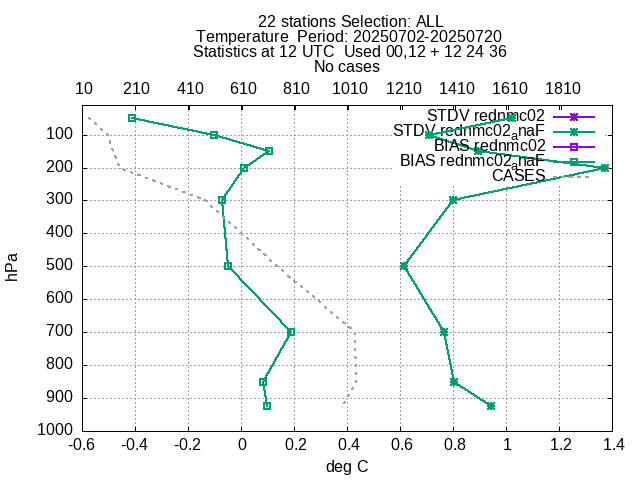 22 stations Selection: ALL
Temperature  Period: 20250702-20250720
Statistics at 12 UTC  Used 00,12 + 12 24 36
No cases
10 210 410 610 810 1010 1210 1410 1610 1810
STDV rednmc02
STDV rednmc02anaF
BIAS rednmc02
BIAS rednmc02anaF
CASES
100
200
300
400
500
600
700
800
900
1000
hPa
-0.6 -0.4 -0.2 0 0.2 0.4 0.6 0.8 1 1.2 1.4
deg C